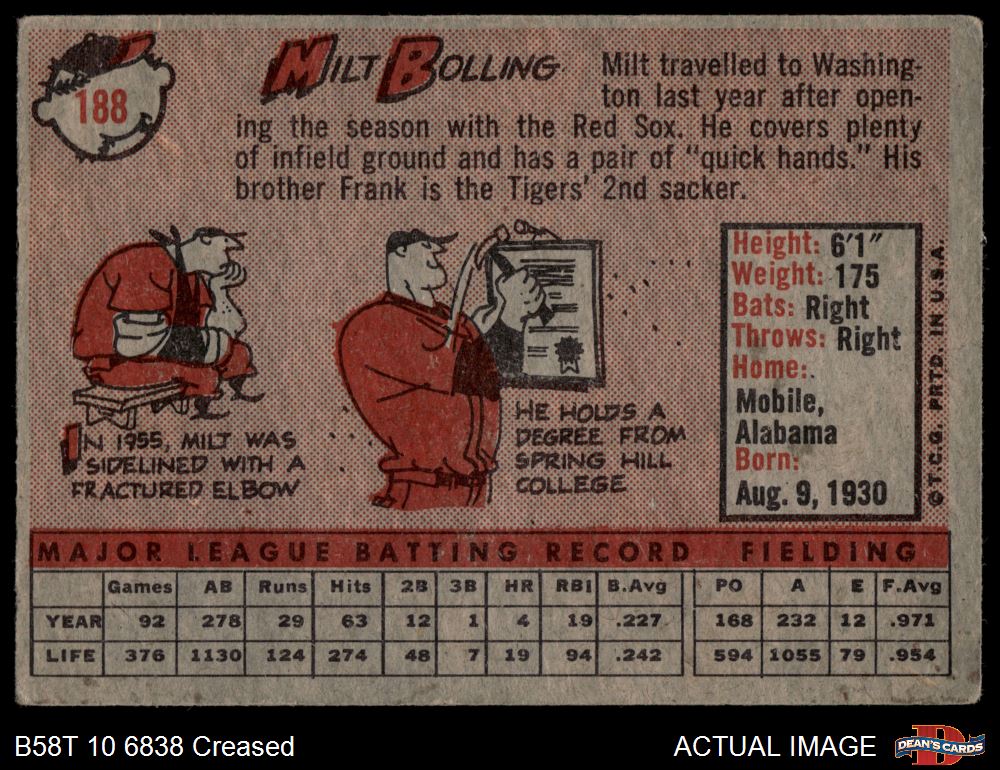 188
MILT BOLLING
Milt travelled to Washing-
ton last year after open-
ing the season with the Red Sox. He covers plenty
of infield ground and has a pair of "quick hands." His
brother Frank is the Tigers' 2nd sacker.
IN 1955, MILT WAS
SIDELINED WITH A
FRACTURED ELBOW
HE HOLDS A
DEGREE FROM
SPRING HILL
COLLEGE
Height: 6'1"
Weight: 175
Bats: Right
Throws: Right
Home:.
Mobile,
Alabama
Born:
Aug. 9, 1930
©T.C.G. PRTD. IN U.S.A.
MAJOR LEAGUE BATTING RECORD FIELDING
Games AB Runs Hits 2B 3B HR RBI B.Avg PO A E F.Avg
YEAR 92 278 29 63 12 1 4 19 .227 168 232 12 .971
LIFE 376 1130 124 274 48 7 19 94 .242 594 1055 79 .954
B58T 10 6838 Creased
ACTUAL IMAGE
DEAN'S CARDS